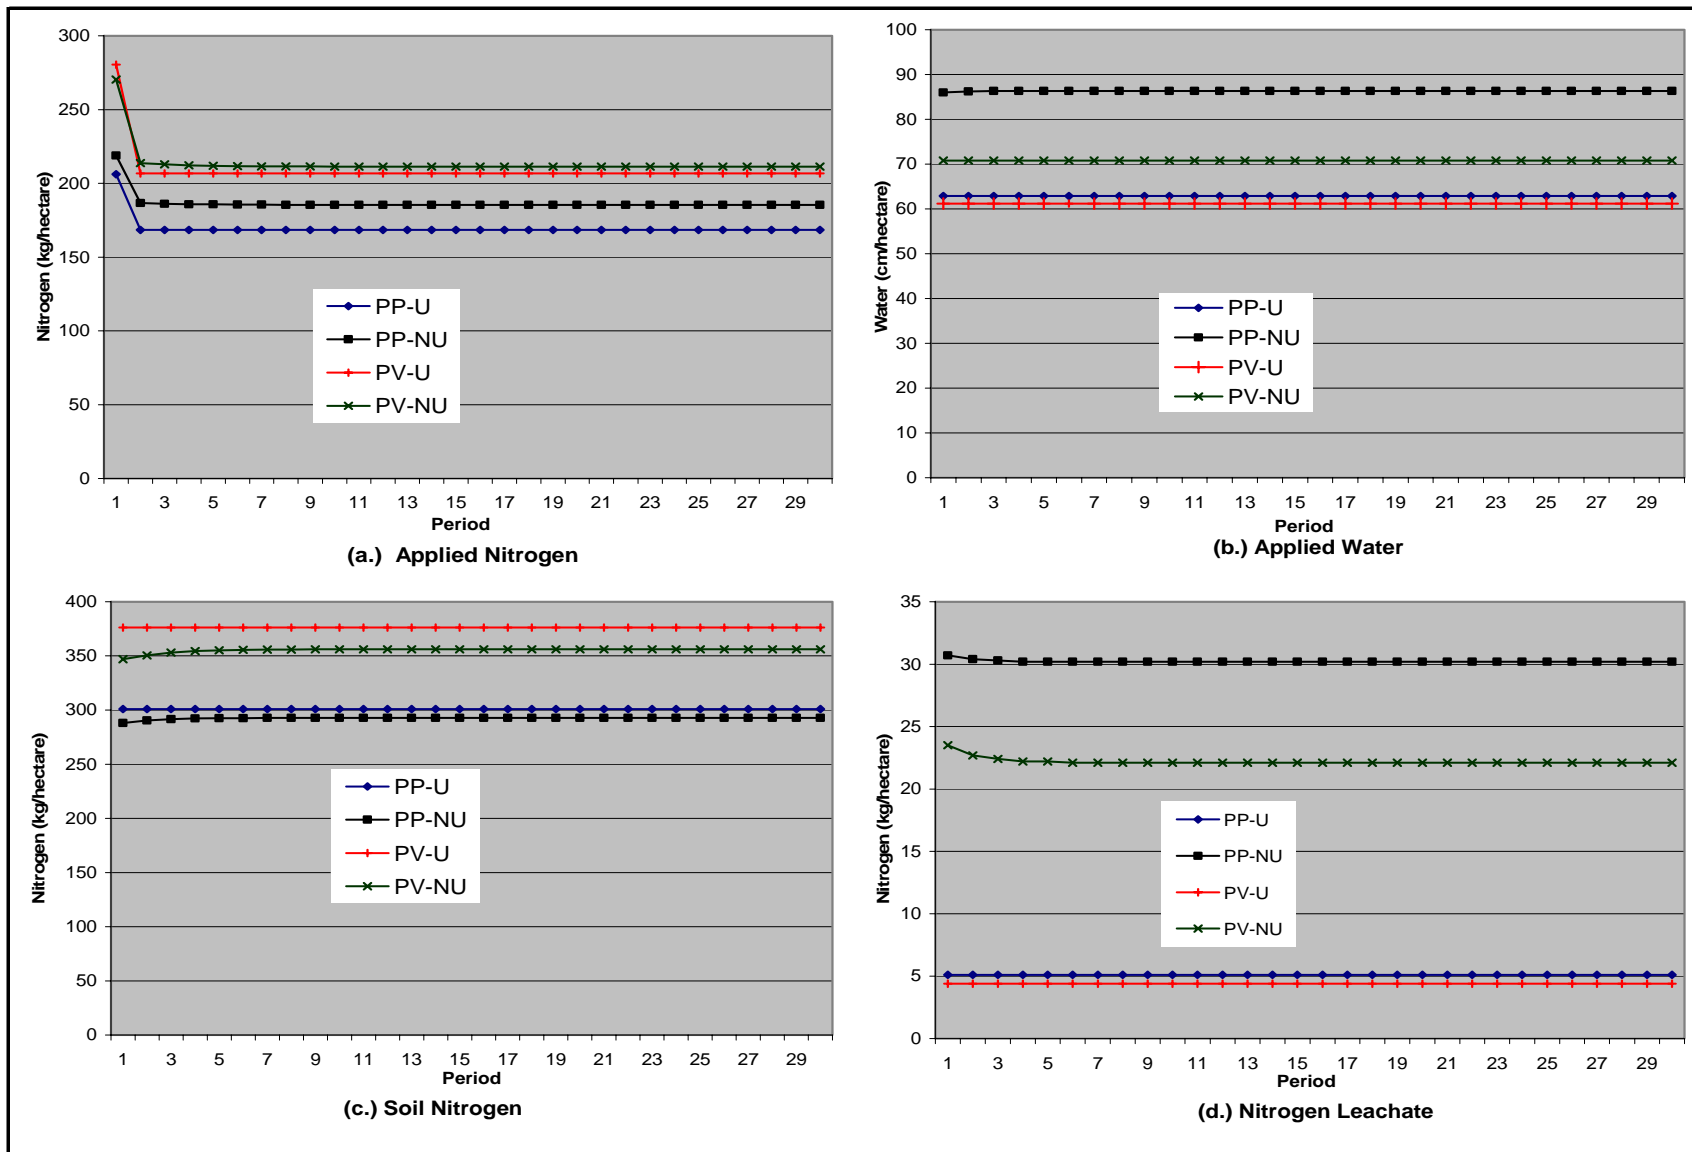 300
250
200
150
100
50
0
Nitrogen (kg/hectare)
PP-U
PP-NU
PV-U
PV-NU
1 3 5 7 9 11 13 15 17 19 21 23 25 27 29
Period
(a.) Applied Nitrogen
100
90
80
70
60
50
40
30
20
10
0
Water (cm/hectare)
PP-U
PP-NU
PV-U
PV-NU
1 3 5 7 9 11 13 15 17 19 21 23 25 27 29
Period
(b.) Applied Water
400
350
300
250
200
150
100
50
0
Nitrogen (kg/hectare)
PP-U
PP-NU
PV-U
PV-NU
1 3 5 7 9 11 13 15 17 19 21 23 25 27 29
Period
(c.) Soil Nitrogen
35
30
25
20
15
10
5
0
Nitrogen (kg/hectare)
PP-U
PP-NU
PV-U
PV-NU
1 3 5 7 9 11 13 15 17 19 21 23 25 27 29
Period
(d.) Nitrogen Leachate